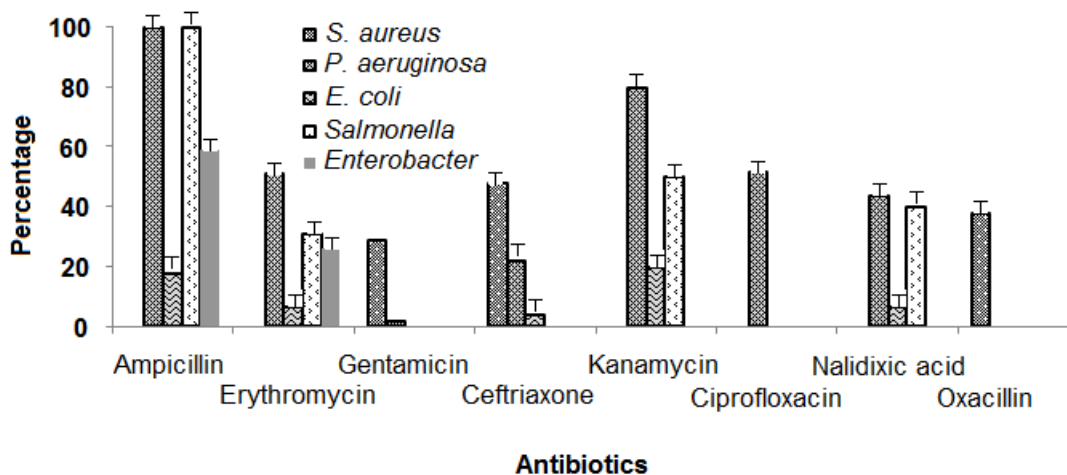 100
80
60
40
20
0
Percentage
S. aureus
P. aeruginosa
E. coli
Salmonella
Enterobacter
Ampicillin
Erythromycin
Gentamicin
Ceftriaxone
Kanamycin
Ciprofloxacin
Nalidixic acid
Oxacillin
Antibiotics